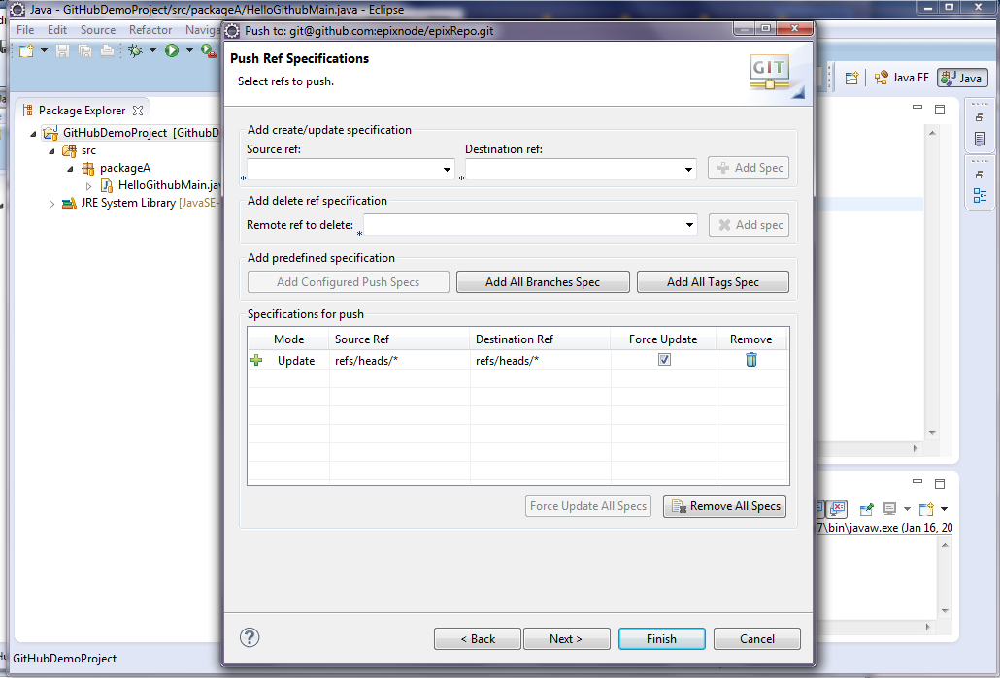 Java - GitHubDemoProject/src/packageA/HelloGithubMain.java - Eclipse
File Edit Source Refactor
Java EE
Java
Package Explorer
GitHubDemoProject [GithubD
src
packageA
HelloGithubMain.jav
JRE System Library [JavaSE-
Push to: git@github.com:epixnode/epixRepo.git
Push Ref Specifications
Select refs to push.
GIT
Add create/update specification
Source ref: Destination ref:
* * Add Spec
Add delete ref specification
Remote ref to delete: * Add spec
Add predefined specification
Add Configured Push Specs Add All Branches Spec Add All Tags Spec
Specifications for push
Mode Source Ref Destination Ref Force Update Remove
Update refs/heads/* refs/heads/*
Force Update All Specs Remove All Specs
? < Back Next > Finish Cancel
7\bin\javaw.exe (Jan 16, 20
GitHubDemoProject